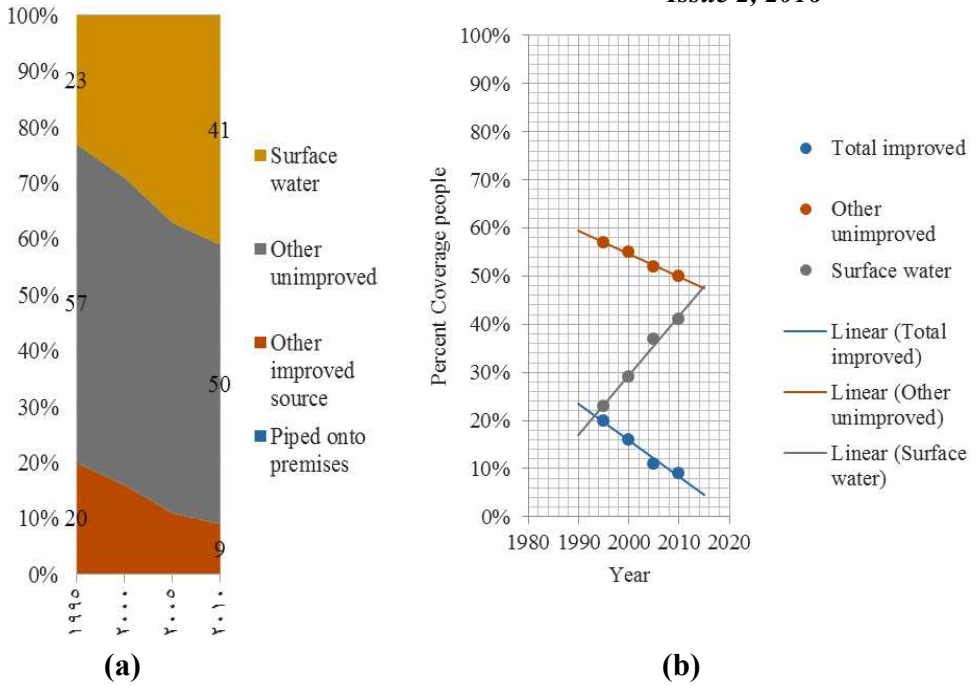 Issue 2, 2016
100%
90%
80%
70%
60%
50%
40%
30%
20%
10%
0%
23
41
57
50
20
9
١٩٩٥
٢٠٠٠
٢٠٠٥
٢٠١٠
Surface
water
Other
unimproved
Other
improved
source
Piped onto
premises
(a)
Percent Coverage people
100%
90%
80%
70%
60%
50%
40%
30%
20%
10%
0%
1980 1990 2000 2010 2020
Year
Total improved
Other
unimproved
Surface water
Linear (Total
improved)
Linear (Other
unimproved)
Linear (Surface
water)
(b)